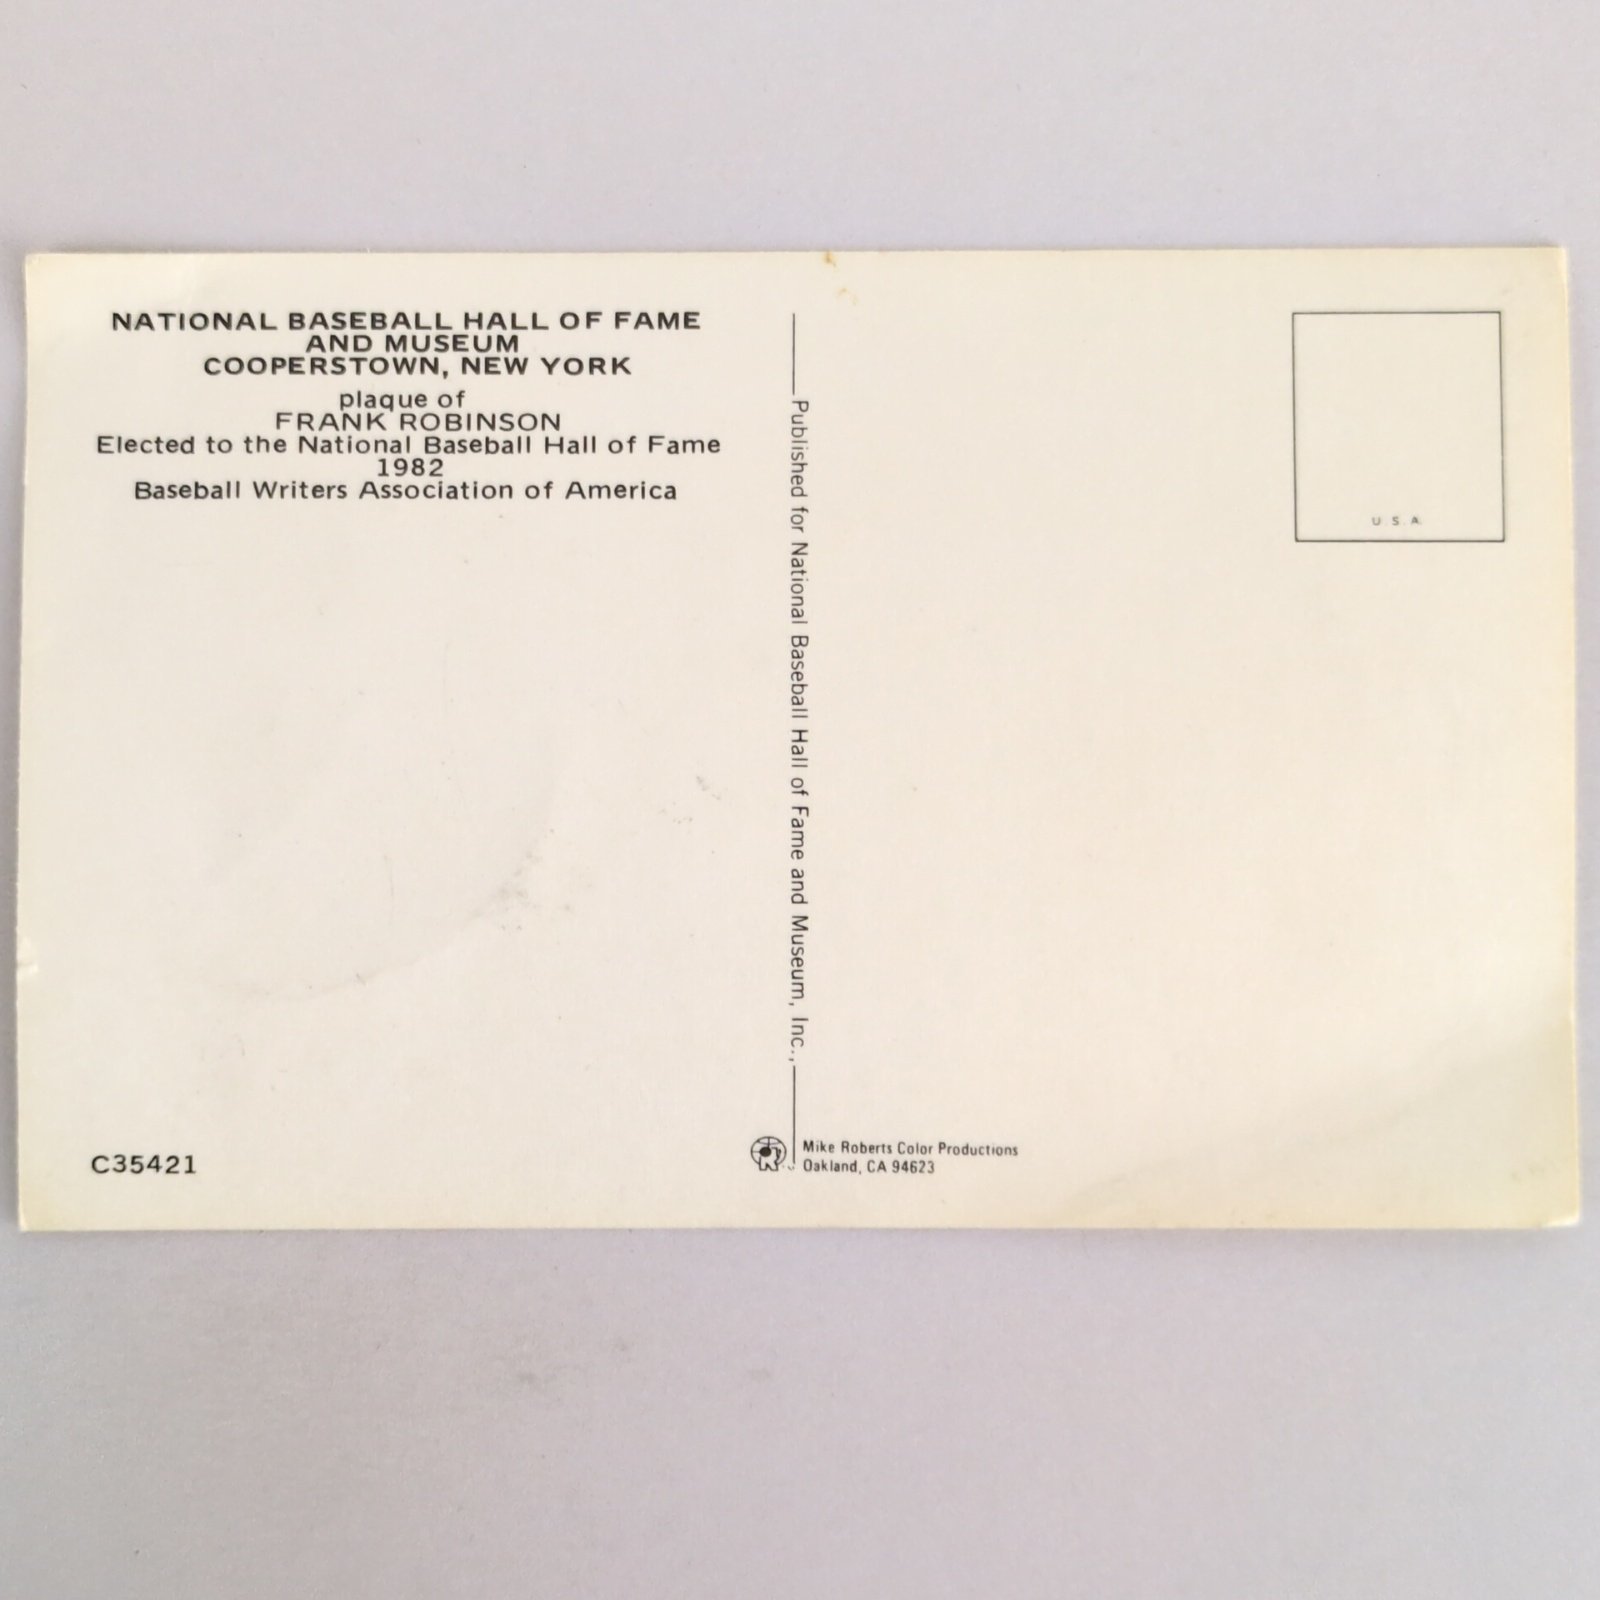 NATIONAL BASEBALL HALL OF FAME
AND MUSEUM
COOPERSTOWN, NEW YORK
plaque of
FRANK ROBINSON
Elected to the National Baseball Hall of Fame
1982
Baseball Writers Association of America
C35421
Published for National Baseball Hall of Fame and Museum, Inc.,
Mike Roberts Color Productions
Oakland, CA 94623
U.S.A.